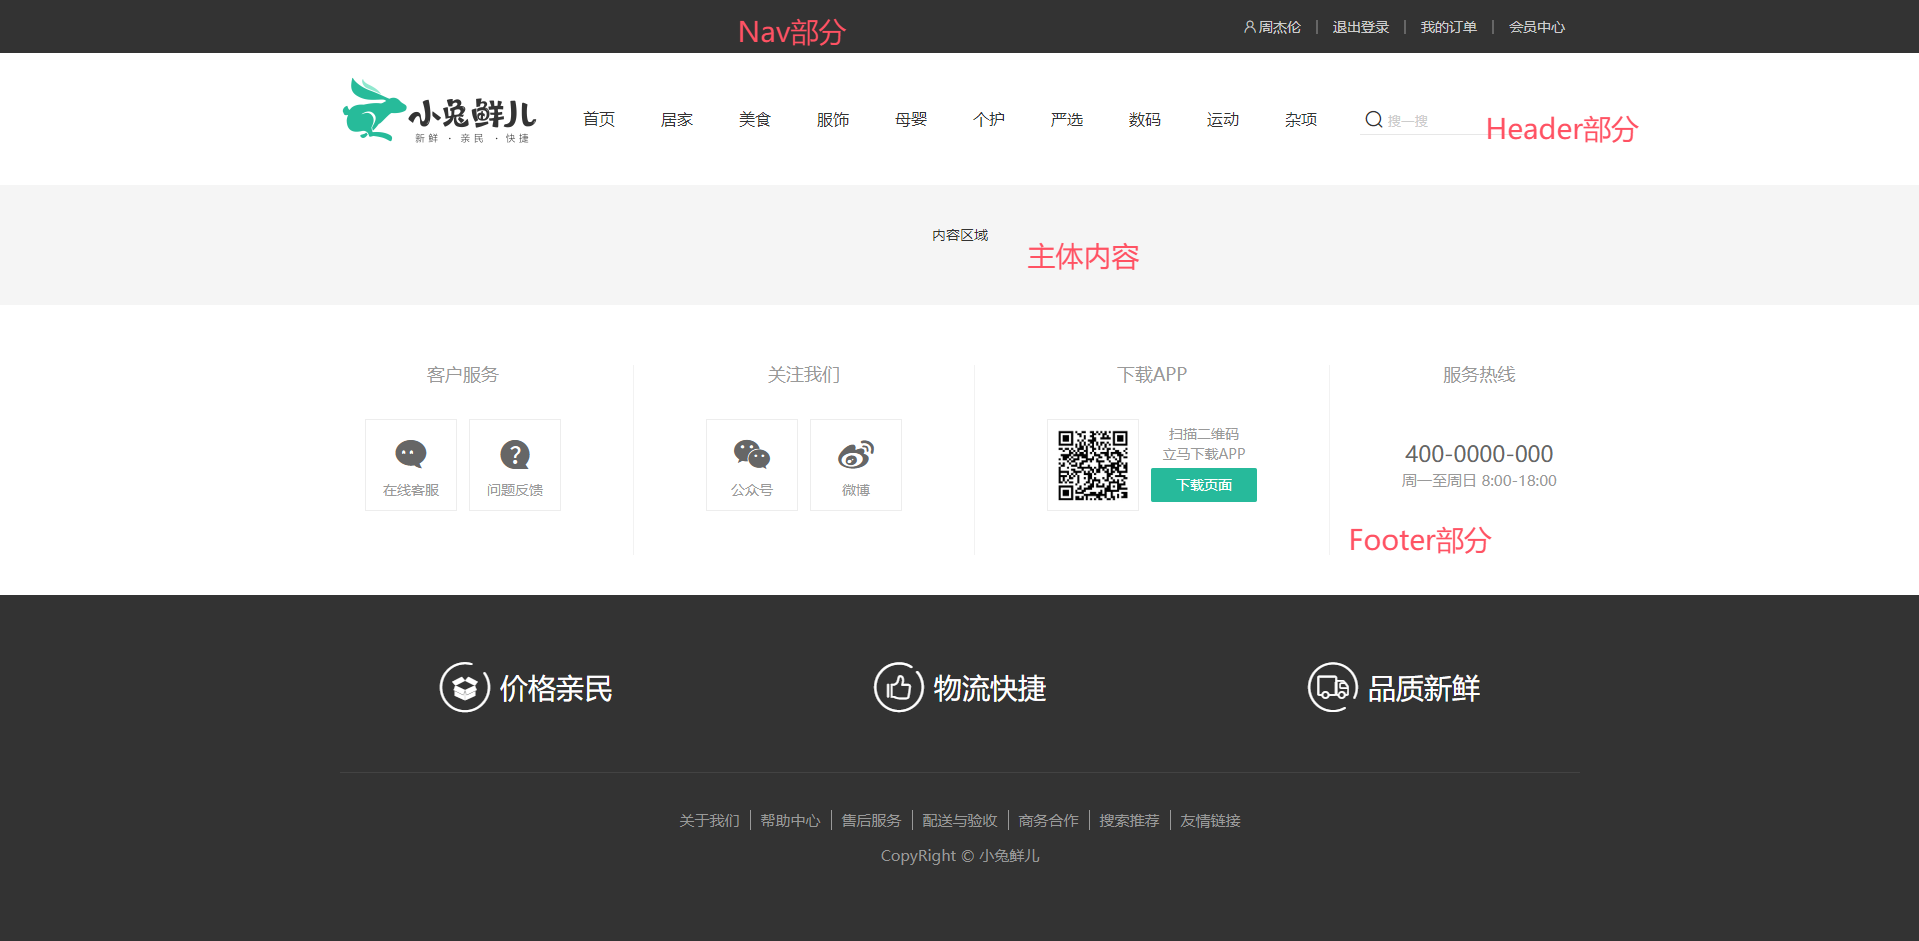 Nav部分
周杰伦 | 退出登录 | 我的订单 | 会员中心
小兔鲜儿
新鲜 · 亲民 · 快捷
首页 居家 美食 服饰 母婴 个护 严选 数码 运动 杂项 搜一搜
Header部分
内容区域
主体内容
客户服务 关注我们 下载APP 服务热线
在线客服 问题反馈
公众号 微博
扫描二维码
立马下载APP
下载页面
400-0000-000
周一至周日 8:00-18:00
Footer部分
价格亲民 物流快捷 品质新鲜
关于我们 | 帮助中心 | 售后服务 | 配送与验收 | 商务合作 | 搜索推荐 | 友情链接
CopyRight © 小兔鲜儿